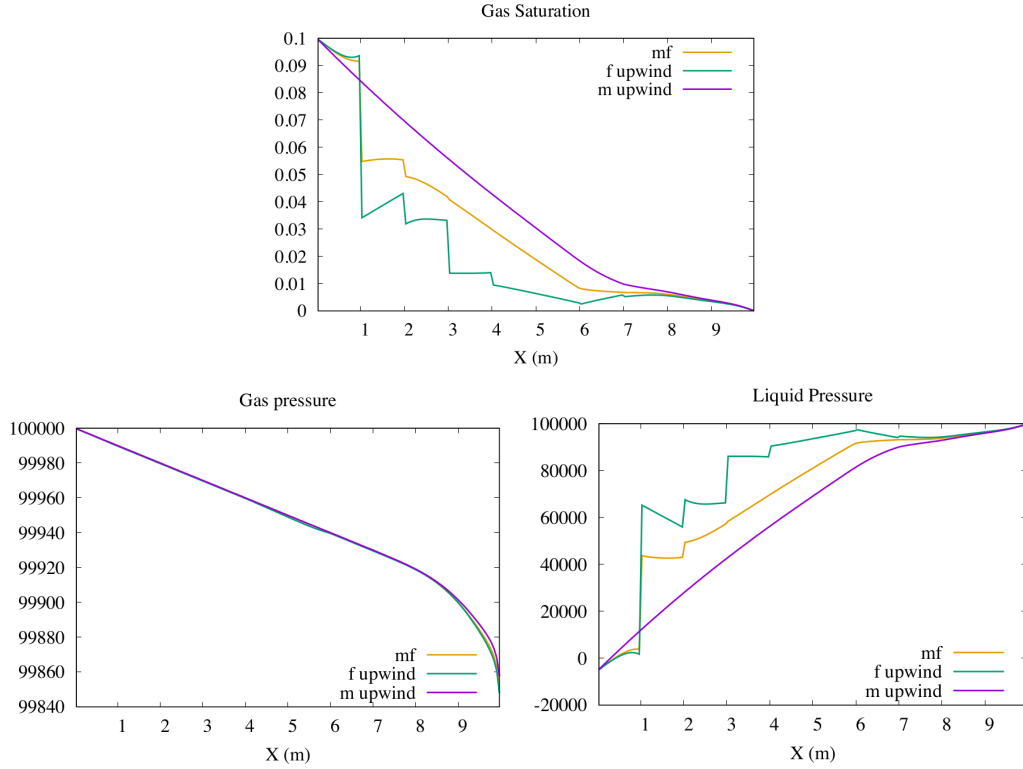 Gas Saturation
0.1
0.09
0.08
0.07
0.06
0.05
0.04
0.03
0.02
0.01
0
mf
f upwind
m upwind
1 2 3 4 5 6 7 8 9
X (m)
Gas pressure
100000
99980
99960
99940
99920
99900
99880
99860
99840
mf
f upwind
m upwind
1 2 3 4 5 6 7 8 9
X (m)
Liquid Pressure
100000
80000
60000
40000
20000
0
-20000
mf
f upwind
m upwind
1 2 3 4 5 6 7 8 9
X (m)